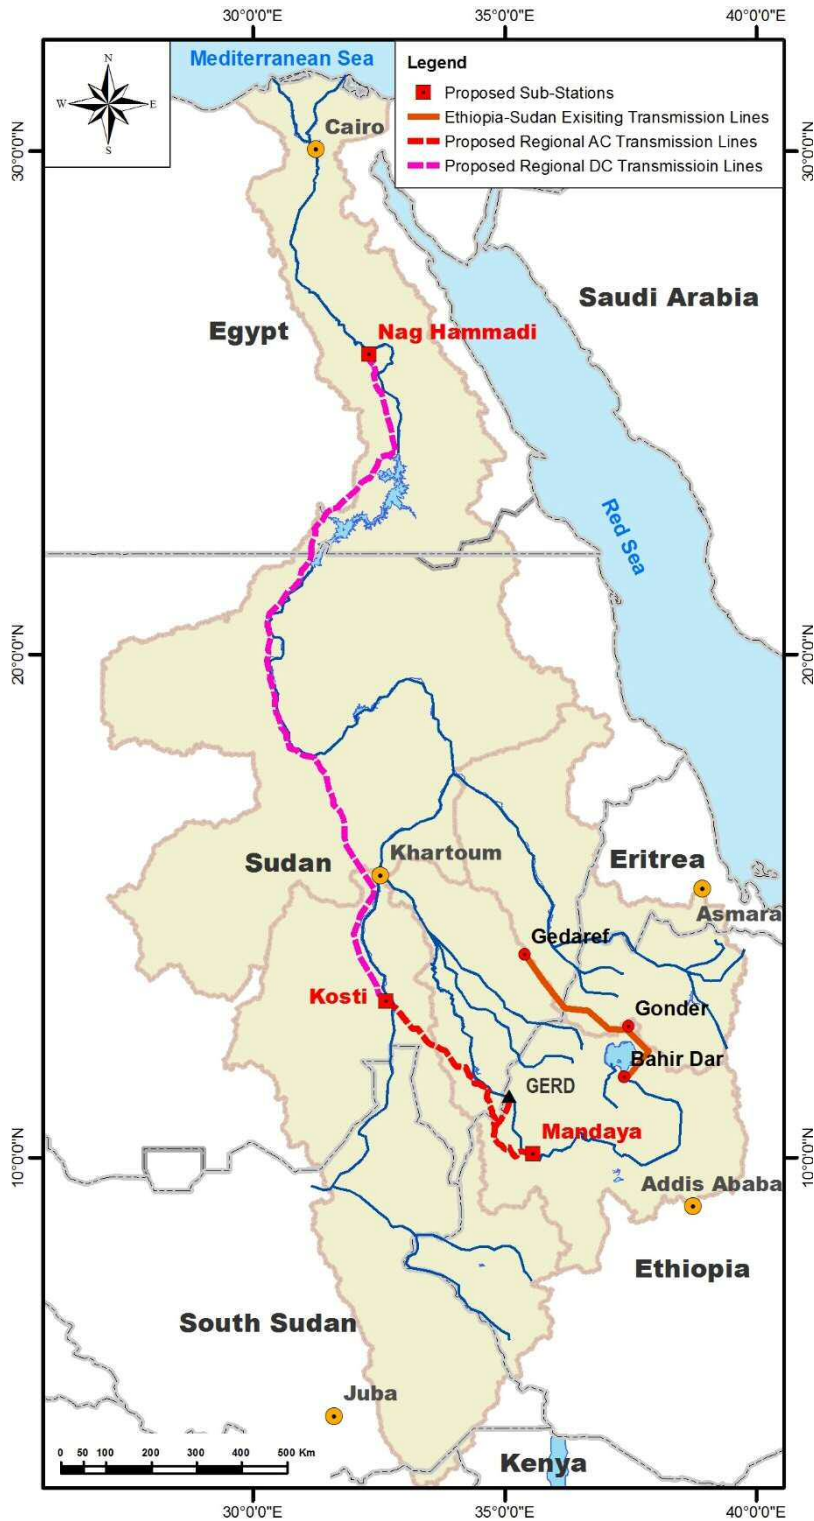 30°0'0"E
35°0'0"E
40°0'0"E
N
W
E
S
Mediterranean Sea
Legend
Proposed Sub-Stations
Ethiopia-Sudan Exisiting Transmission Lines
Proposed Regional AC Transmission Lines
Proposed Regional DC Transmissioin Lines
Cairo
30°0'0"N
30°0'0"N
Saudi Arabia
Egypt
Nag Hammadi
Red Sea
20°0'0"N
20°0'0"N
Sudan
Khartoum
Eritrea
Asmara
Gedaref
Kosti
Gonder
Bahir Dar
GERD
Mandaya
10°0'0"N
10°0'0"N
Addis Ababa
Ethiopia
South Sudan
Juba
Kenya
0 50 100 200 300 400 500 Km
30°0'0"E
35°0'0"E
40°0'0"E